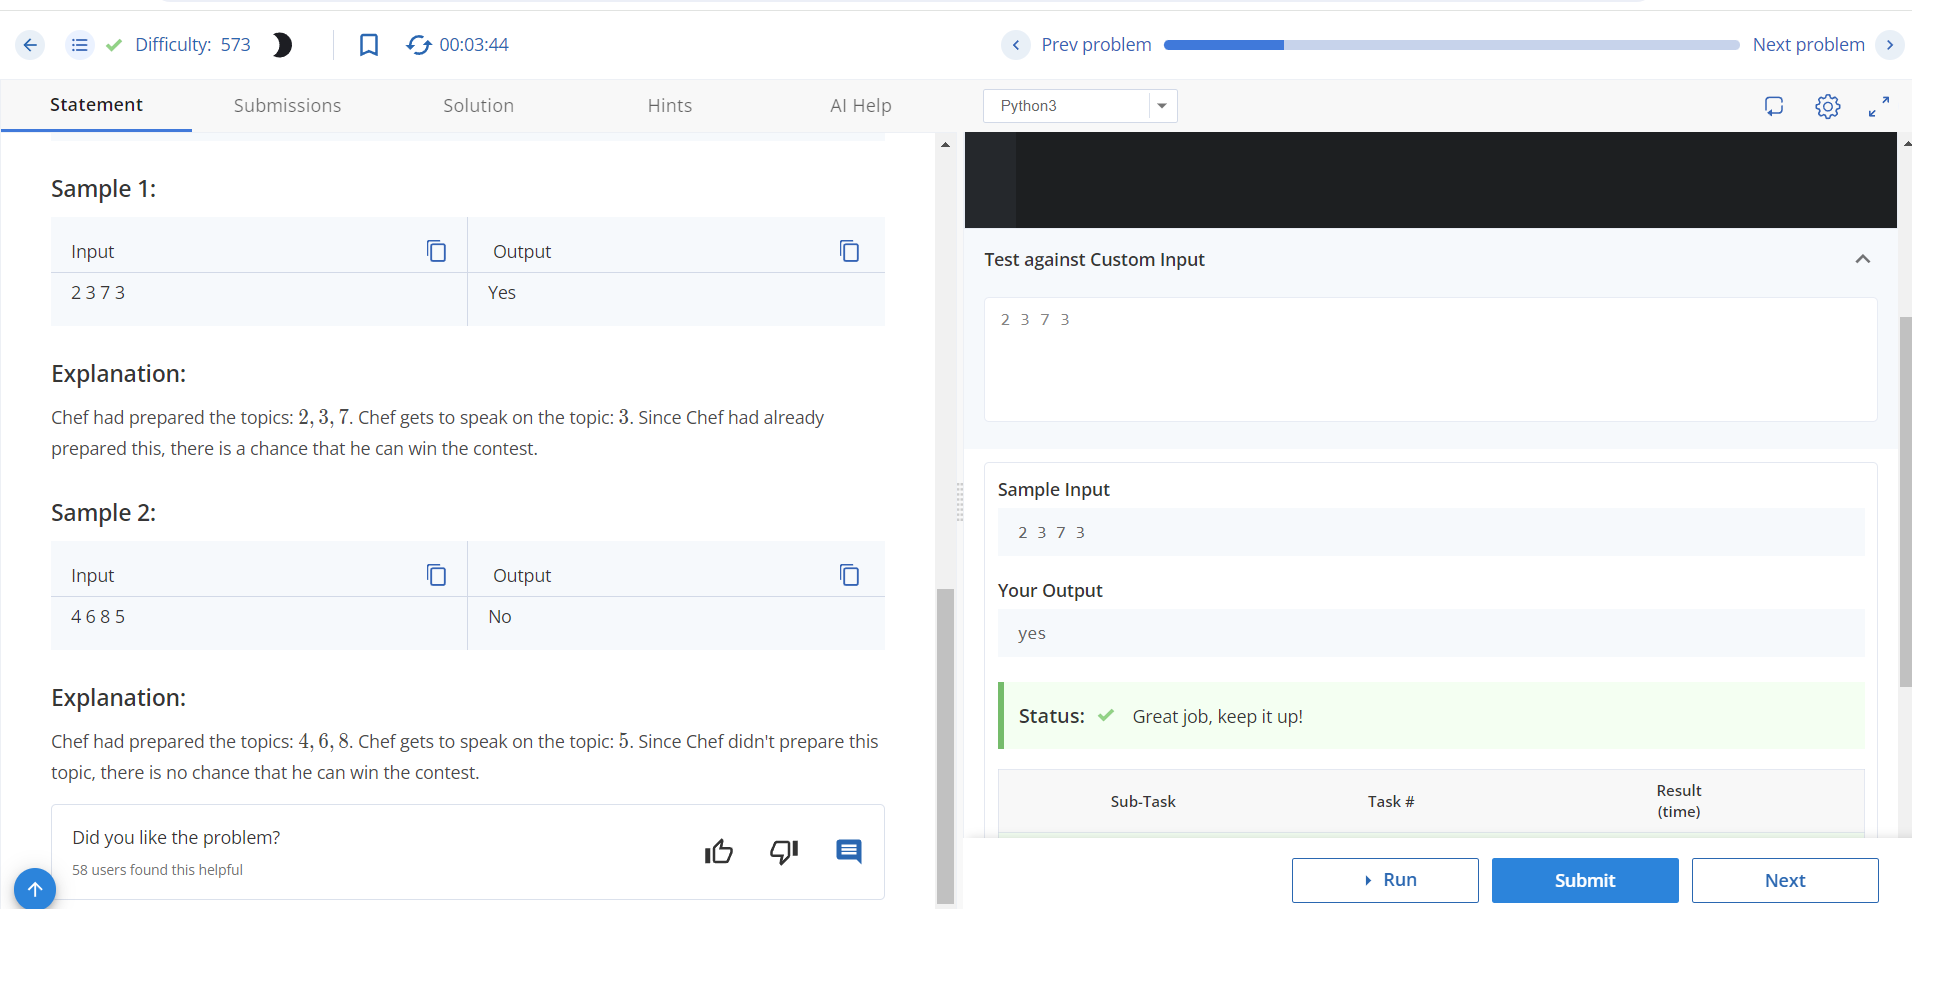 Difficulty: 573
00:03:44
Prev problem
Next problem
Statement
Submissions
Solution
Hints
AI Help
Python3
Sample 1:
Input
Output
2 3 7 3
Yes
Explanation:
Chef had prepared the topics: 2, 3, 7. Chef gets to speak on the topic: 3. Since Chef had already
prepared this, there is a chance that he can win the contest.
Sample 2:
Input
Output
4 6 8 5
No
Explanation:
Chef had prepared the topics: 4, 6, 8. Chef gets to speak on the topic: 5. Since Chef didn't prepare this
topic, there is no chance that he can win the contest.
Did you like the problem?
58 users found this helpful
Test against Custom Input
2 3 7 3
Sample Input
2 3 7 3
Your Output
yes
Status: Great job, keep it up!
Sub-Task
Task #
Result
(time)
Run
Submit
Next